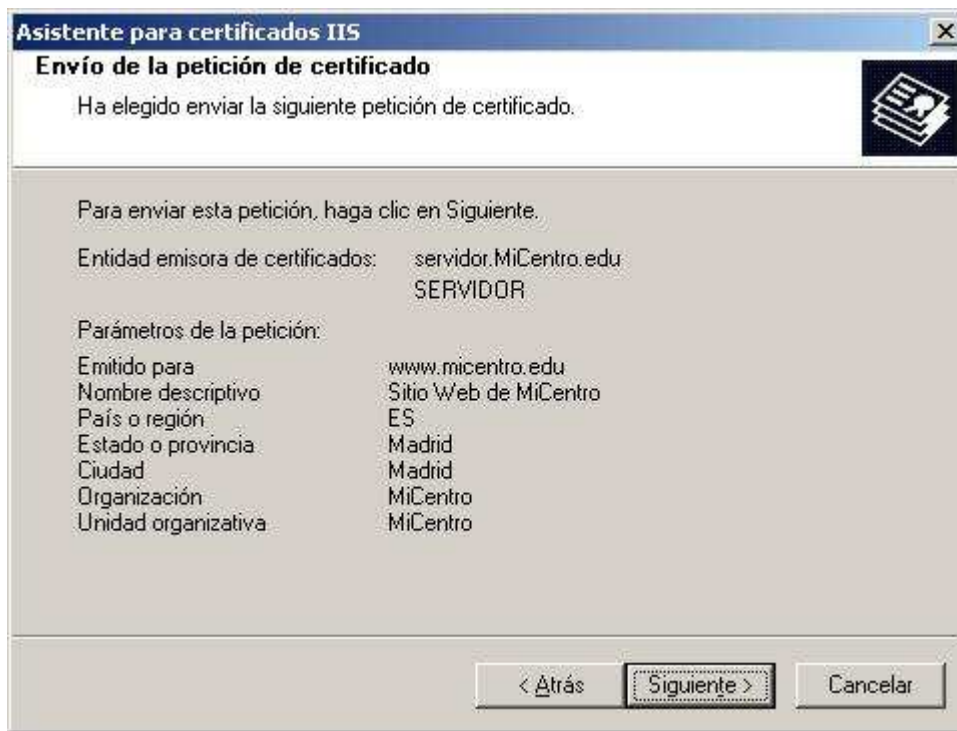 Asistente para certificados IIS
Envío de la petición de certificado
Ha elegido enviar la siguiente petición de certificado.
Para enviar esta petición, haga clic en Siguiente.
Entidad emisora de certificados: servidor.MiCentro.edu
SERVIDOR
Parámetros de la petición:
Emitido para www.micentro.edu
Nombre descriptivo Sitio Web de MiCentro
País o región ES
Estado o provincia Madrid
Ciudad Madrid
Organización MiCentro
Unidad organizativa MiCentro
< Atrás Siguiente > Cancelar